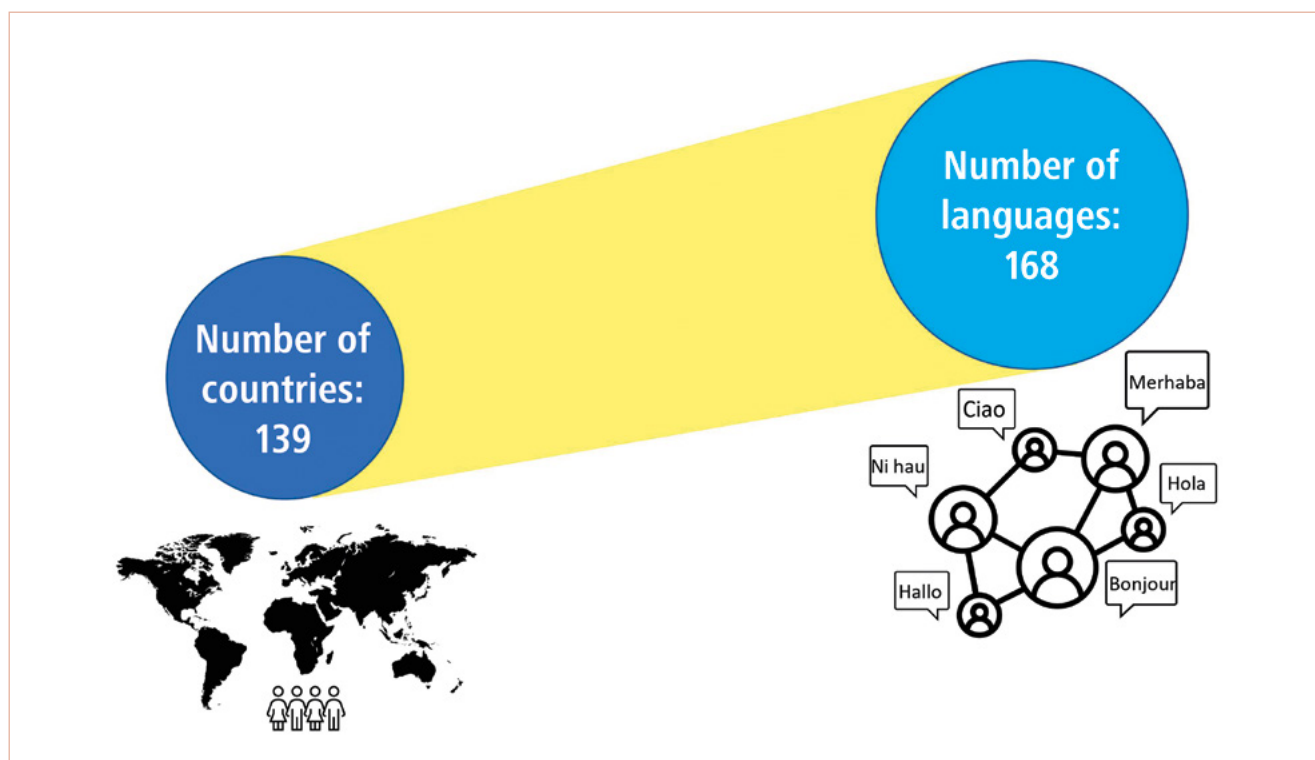 Number of
countries:
139
Number of
languages:
168
Merhaba
Ciao
Ni hau
Hola
Hallo
Bonjour